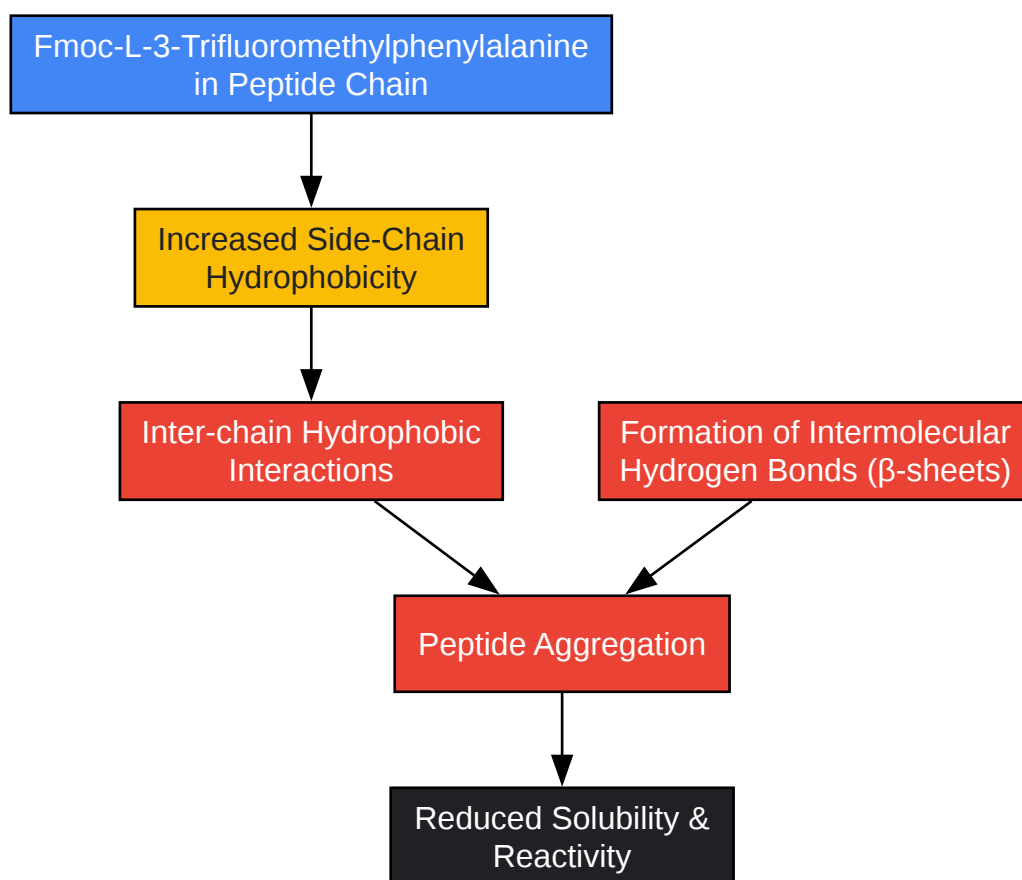 Fmoc-L-3-Trifluoromethylphenylalanine
in Peptide Chain
Increased Side-Chain
Hydrophobicity
Inter-chain Hydrophobic
Interactions
Formation of Intermolecular
Hydrogen Bonds (β-sheets)
Peptide Aggregation
Reduced Solubility &
Reactivity